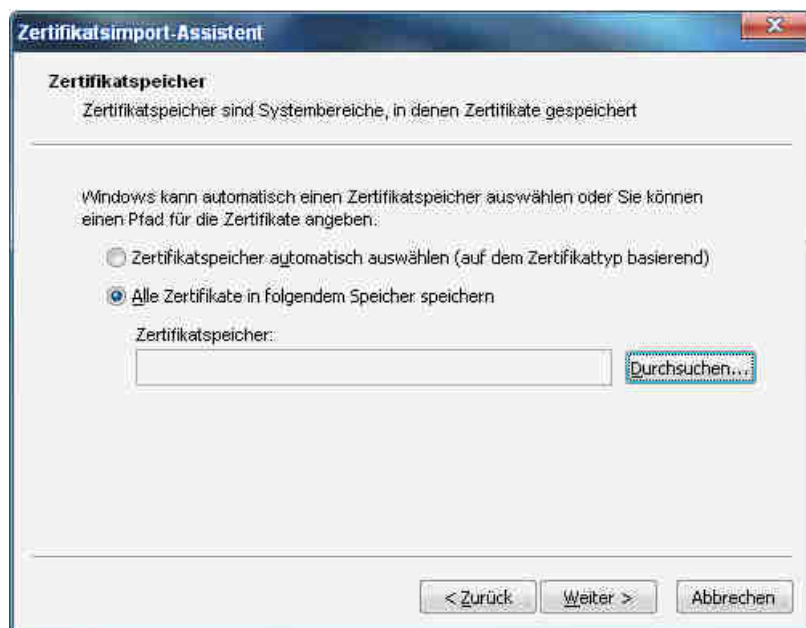 Zertifikatsimport-Assistent
Zertifikatspeicher
Zertifikatspeicher sind Systembereiche, in denen Zertifikate gespeichert
Windows kann automatisch einen Zertifikatspeicher auswählen oder Sie können
einen Pfad für die Zertifikate angeben.
Zertifikatspeicher automatisch auswählen (auf dem Zertifikattyp basierend)
Alle Zertifikate in folgendem Speicher speichern
Zertifikatspeicher:
Durchsuchen...
< Zurück Weiter > Abbrechen